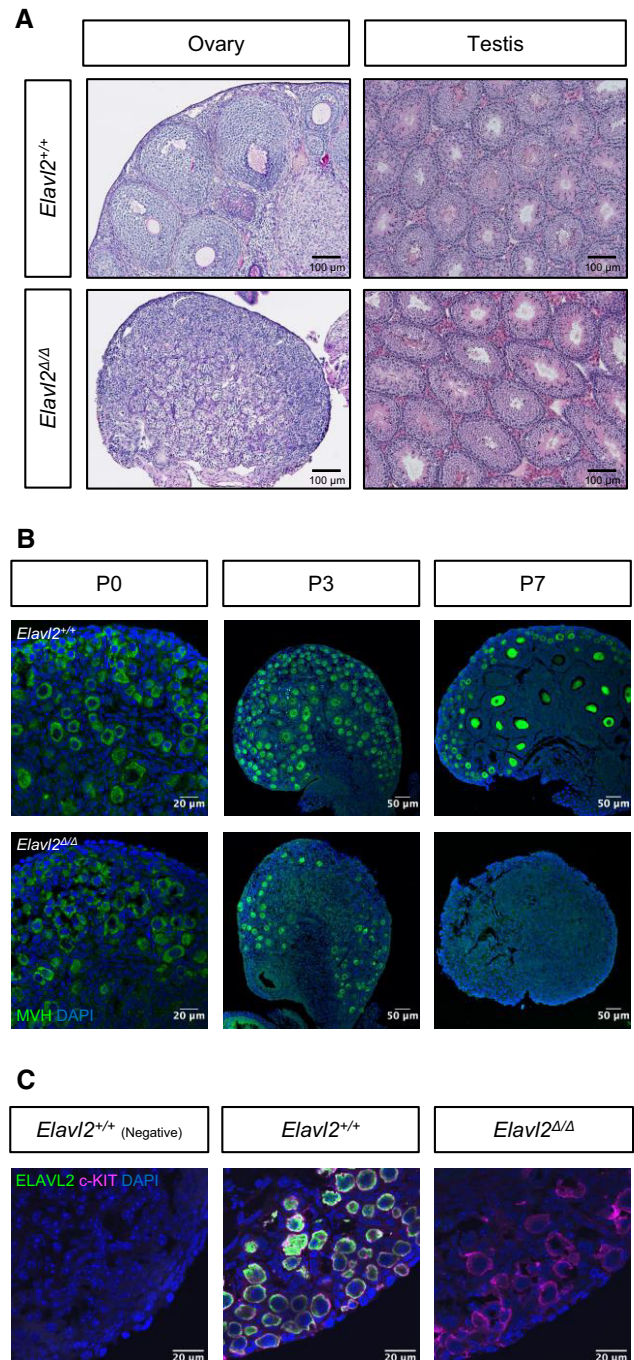 A
Ovary Testis
Elavl2+/+
100 µm 100 µm
Elavl2Δ/Δ
100 µm 100 µm
B
P0 P3 P7
Elavl2+/+
20 µm 50 µm 50 µm
Elavl2Δ/Δ
MVH DAPI 20 µm 50 µm 50 µm
C
Elavl2+/+ (Negative) Elavl2+/+ Elavl2Δ/Δ
ELAVL2 c-KIT DAPI
20 µm 20 µm 20 µm